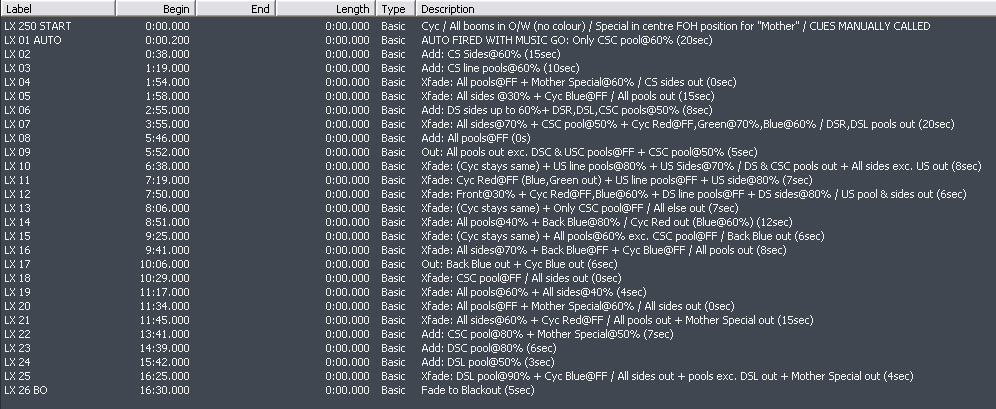 Label Begin End Length Type Description
LX 250 START 0:00.000 0:00.000 Basic Cyc / All booms in O/W (no colour) / Special in centre FOH position for "Mother" / CUES MANUALLY CALLED
LX 01 AUTO 0:00.200 0:00.000 Basic AUTO FIRED WITH MUSIC GO: Only CSC pool@60% (20sec)
LX 02 0:38.000 0:00.000 Basic Add: CS Sides@60% (15sec)
LX 03 1:19.000 0:00.000 Basic Add: CS line pools@60% (10sec)
LX 04 1:54.000 0:00.000 Basic Xfade: All pools@FF + Mother Special@60% / CS sides out (0sec)
LX 05 1:58.000 0:00.000 Basic Xfade: All sides @30% + Cyc Blue@FF / All pools out (15sec)
LX 06 2:55.000 0:00.000 Basic Add: DS sides up to 60%+ DSR,DSL,CSC pools@50% (8sec)
LX 07 3:55.000 0:00.000 Basic Xfade: All sides@70% + CSC pool@50% + Cyc Red@FF,Green@70%,Blue@60% / DSR,DSL pools out (20sec)
LX 08 5:46.000 0:00.000 Basic Add: All pools@FF (0s)
LX 09 5:52.000 0:00.000 Basic Out: All pools out exc. DSC & USC pools@FF + CSC pool@50% (5sec)
LX 10 6:38.000 0:00.000 Basic Xfade: (Cyc stays same) + US line pools@80% + US Sides@70% / DS & CSC pools out + All sides exc. US out (8sec)
LX 11 7:19.000 0:00.000 Basic Xfade: Cyc Red@FF (Blue,Green out) + US line pools@FF + US side@80% (7sec)
LX 12 7:50.000 0:00.000 Basic Xfade: Front@30% + Cyc Red@FF,Blue@60% + DS line pools@FF + DS sides@80% / US pool & sides out (6sec)
LX 13 8:06.000 0:00.000 Basic Xfade: (Cyc stays same) + Only CSC pool@FF / All else out (7sec)
LX 14 8:51.000 0:00.000 Basic Xfade: All pools@40% + Back Blue@80% / Cyc Red out (Blue@60%) (12sec)
LX 15 9:25.000 0:00.000 Basic Xfade: (Cyc stays same) + All pools@60% exc. CSC pool@FF / Back Blue out (6sec)
LX 16 9:41.000 0:00.000 Basic Xfade: All sides@70% + Back Blue@FF + Cyc Blue@FF / All pools out (8sec)
LX 17 10:06.000 0:00.000 Basic Out: Back Blue out + Cyc Blue out (6sec)
LX 18 10:29.000 0:00.000 Basic Xfade: CSC pool@FF / All sides out (0sec)
LX 19 11:17.000 0:00.000 Basic Xfade: All pools@60% + All sides@40% (4sec)
LX 20 11:34.000 0:00.000 Basic Xfade: All pools@FF + Mother Special@60% / All sides out (0sec)
LX 21 11:45.000 0:00.000 Basic Xfade: All sides@60% + Cyc Red@FF / All pools out + Mother Special out (15sec)
LX 22 13:41.000 0:00.000 Basic Add: CSC pool@80% + Mother Special@50% (7sec)
LX 23 14:39.000 0:00.000 Basic Add: DSC pool@80% (6sec)
LX 24 15:42.000 0:00.000 Basic Add: DSL pool@50% (3sec)
LX 25 16:25.000 0:00.000 Basic Xfade: DSL pool@90% + Cyc Blue@FF / All sides out + pools exc. DSL out + Mother Special out (4sec)
LX 26 BO 16:30.000 0:00.000 Basic Fade to Blackout (5sec)